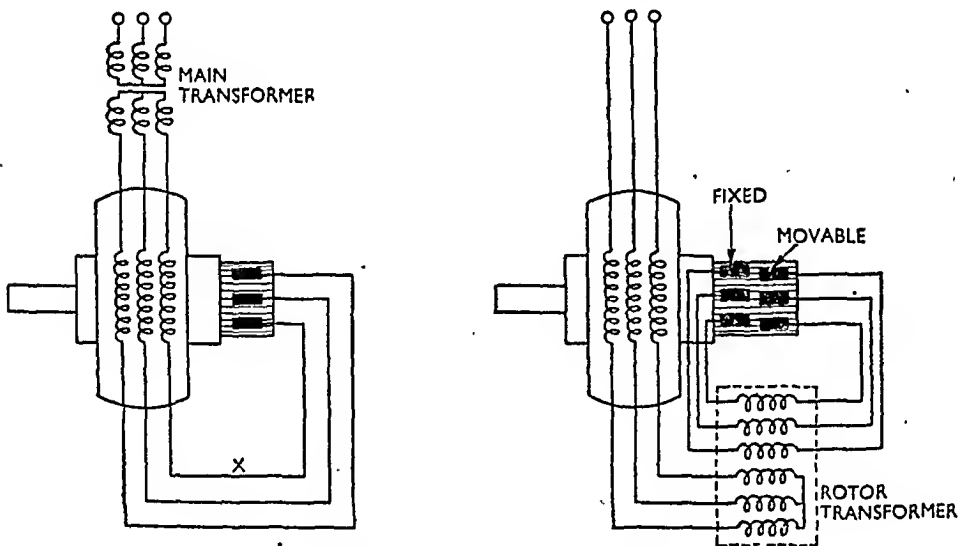 MAIN
TRANSFORMER
X
FIXED
MOVABLE
ROTOR
TRANSFORMER